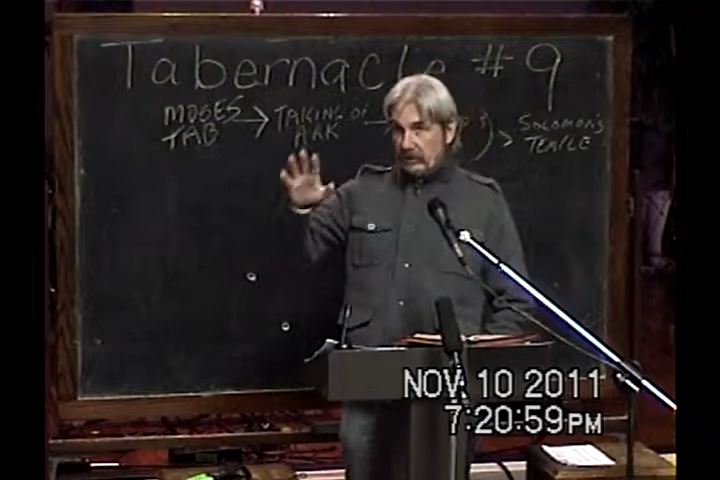 Tabernacle #9
MOSES → TAKING OF → SOLOMON'S
TAB ARK TEMPLE
NOV 10 2011
7:20:59PM